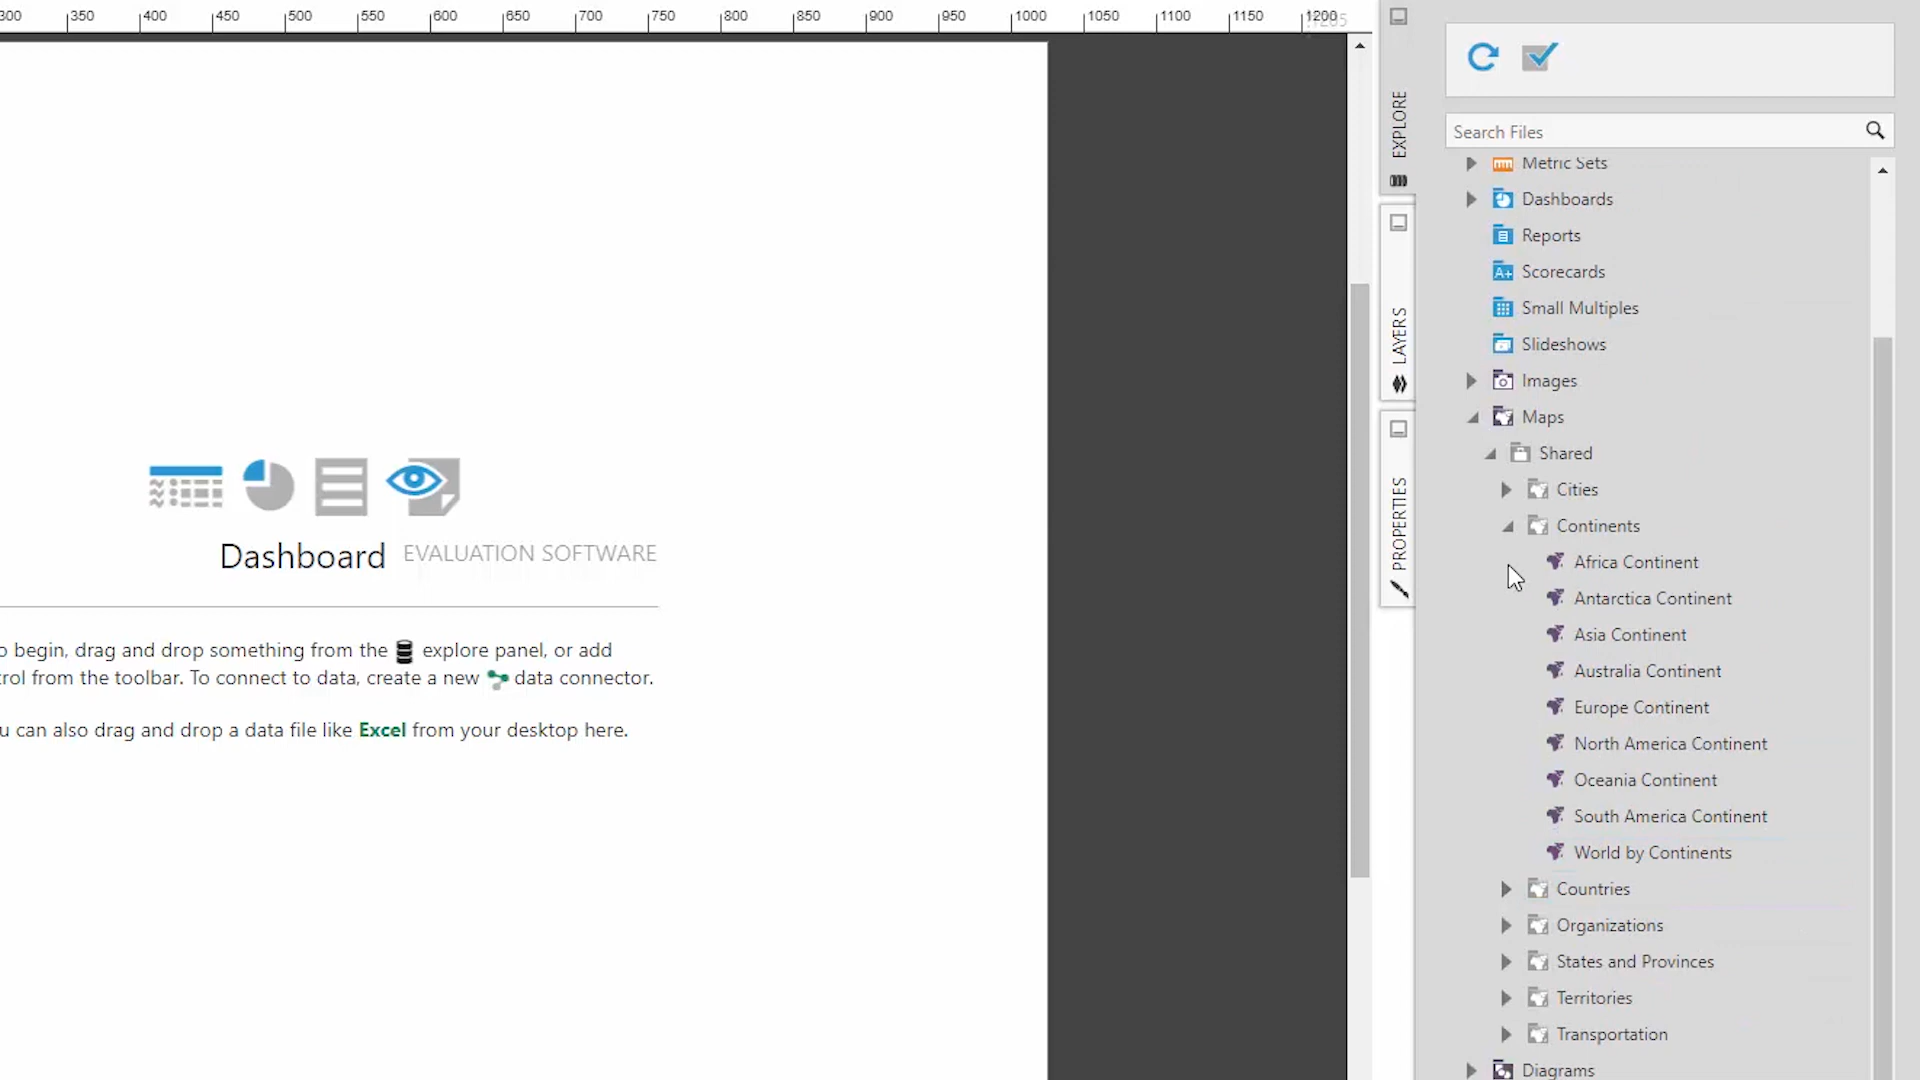 300 350 400 450 500 550 600 650 700 750 800 850 900 950 1000 1050 1100 1150 1200 1205
EXPLORE
LAYERS
PROPERTIES
Search Files
Metric Sets
Dashboards
Reports
A+ Scorecards
Small Multiples
Slideshows
Images
Maps
Shared
Cities
Continents
Africa Continent
Antarctica Continent
Asia Continent
Australia Continent
Europe Continent
North America Continent
Oceania Continent
South America Continent
World by Continents
Countries
Organizations
States and Provinces
Territories
Transportation
Diagrams
Dashboard EVALUATION SOFTWARE
o begin, drag and drop something from the explore panel, or add
trol from the toolbar. To connect to data, create a new data connector.
u can also drag and drop a data file like Excel from your desktop here.